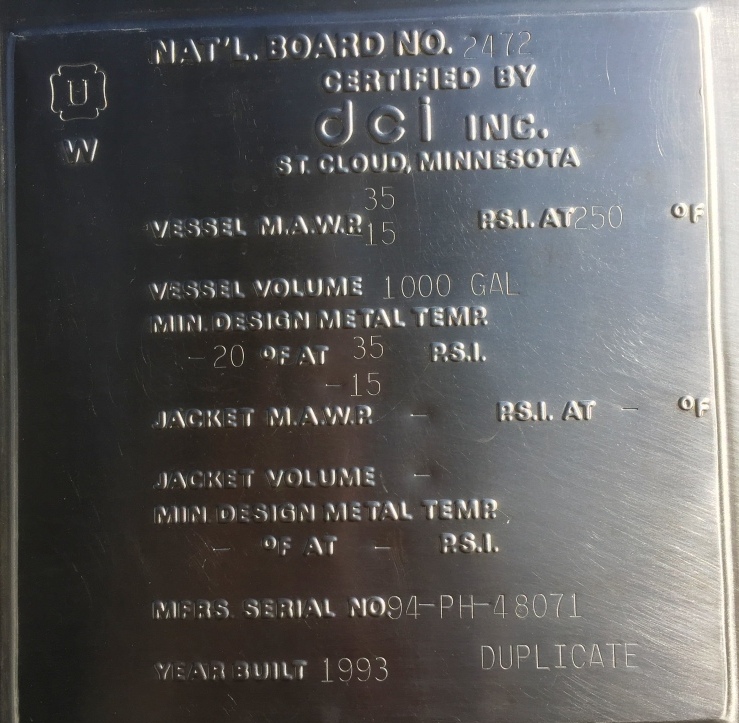 NAT'L. BOARD NO. 2472
U
CERTIFIED BY
dci INC.
W
ST. CLOUD, MINNESOTA
35
VESSEL M.A.W.P. -15 P.S.I. AT 250 °F
VESSEL VOLUME 1000 GAL
MIN. DESIGN METAL TEMP.
-20 °F AT 35 P.S.I.
-15
JACKET M.A.W.P. - P.S.I. AT - °F
JACKET VOLUME -
MIN. DESIGN METAL TEMP.
- °F AT - P.S.I.
MFRS. SERIAL NO. 94-PH-48071
YEAR BUILT 1993 DUPLICATE